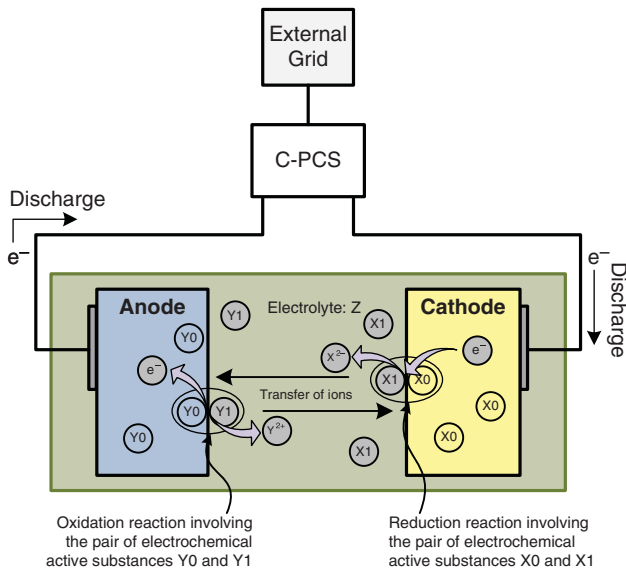 External
Grid
C-PCS
Discharge
e⁻
e⁻
Discharge
Anode
Electrolyte: Z
Cathode
Y1
X1
Y0
X²⁻
e⁻
e⁻
X1
X0
Transfer of ions
Y0
Y1
Y²⁺
X0
Y0
X0
X1
Oxidation reaction involving
the pair of electrochemical
active substances Y0 and Y1
Reduction reaction involving
the pair of electrochemical
active substances X0 and X1